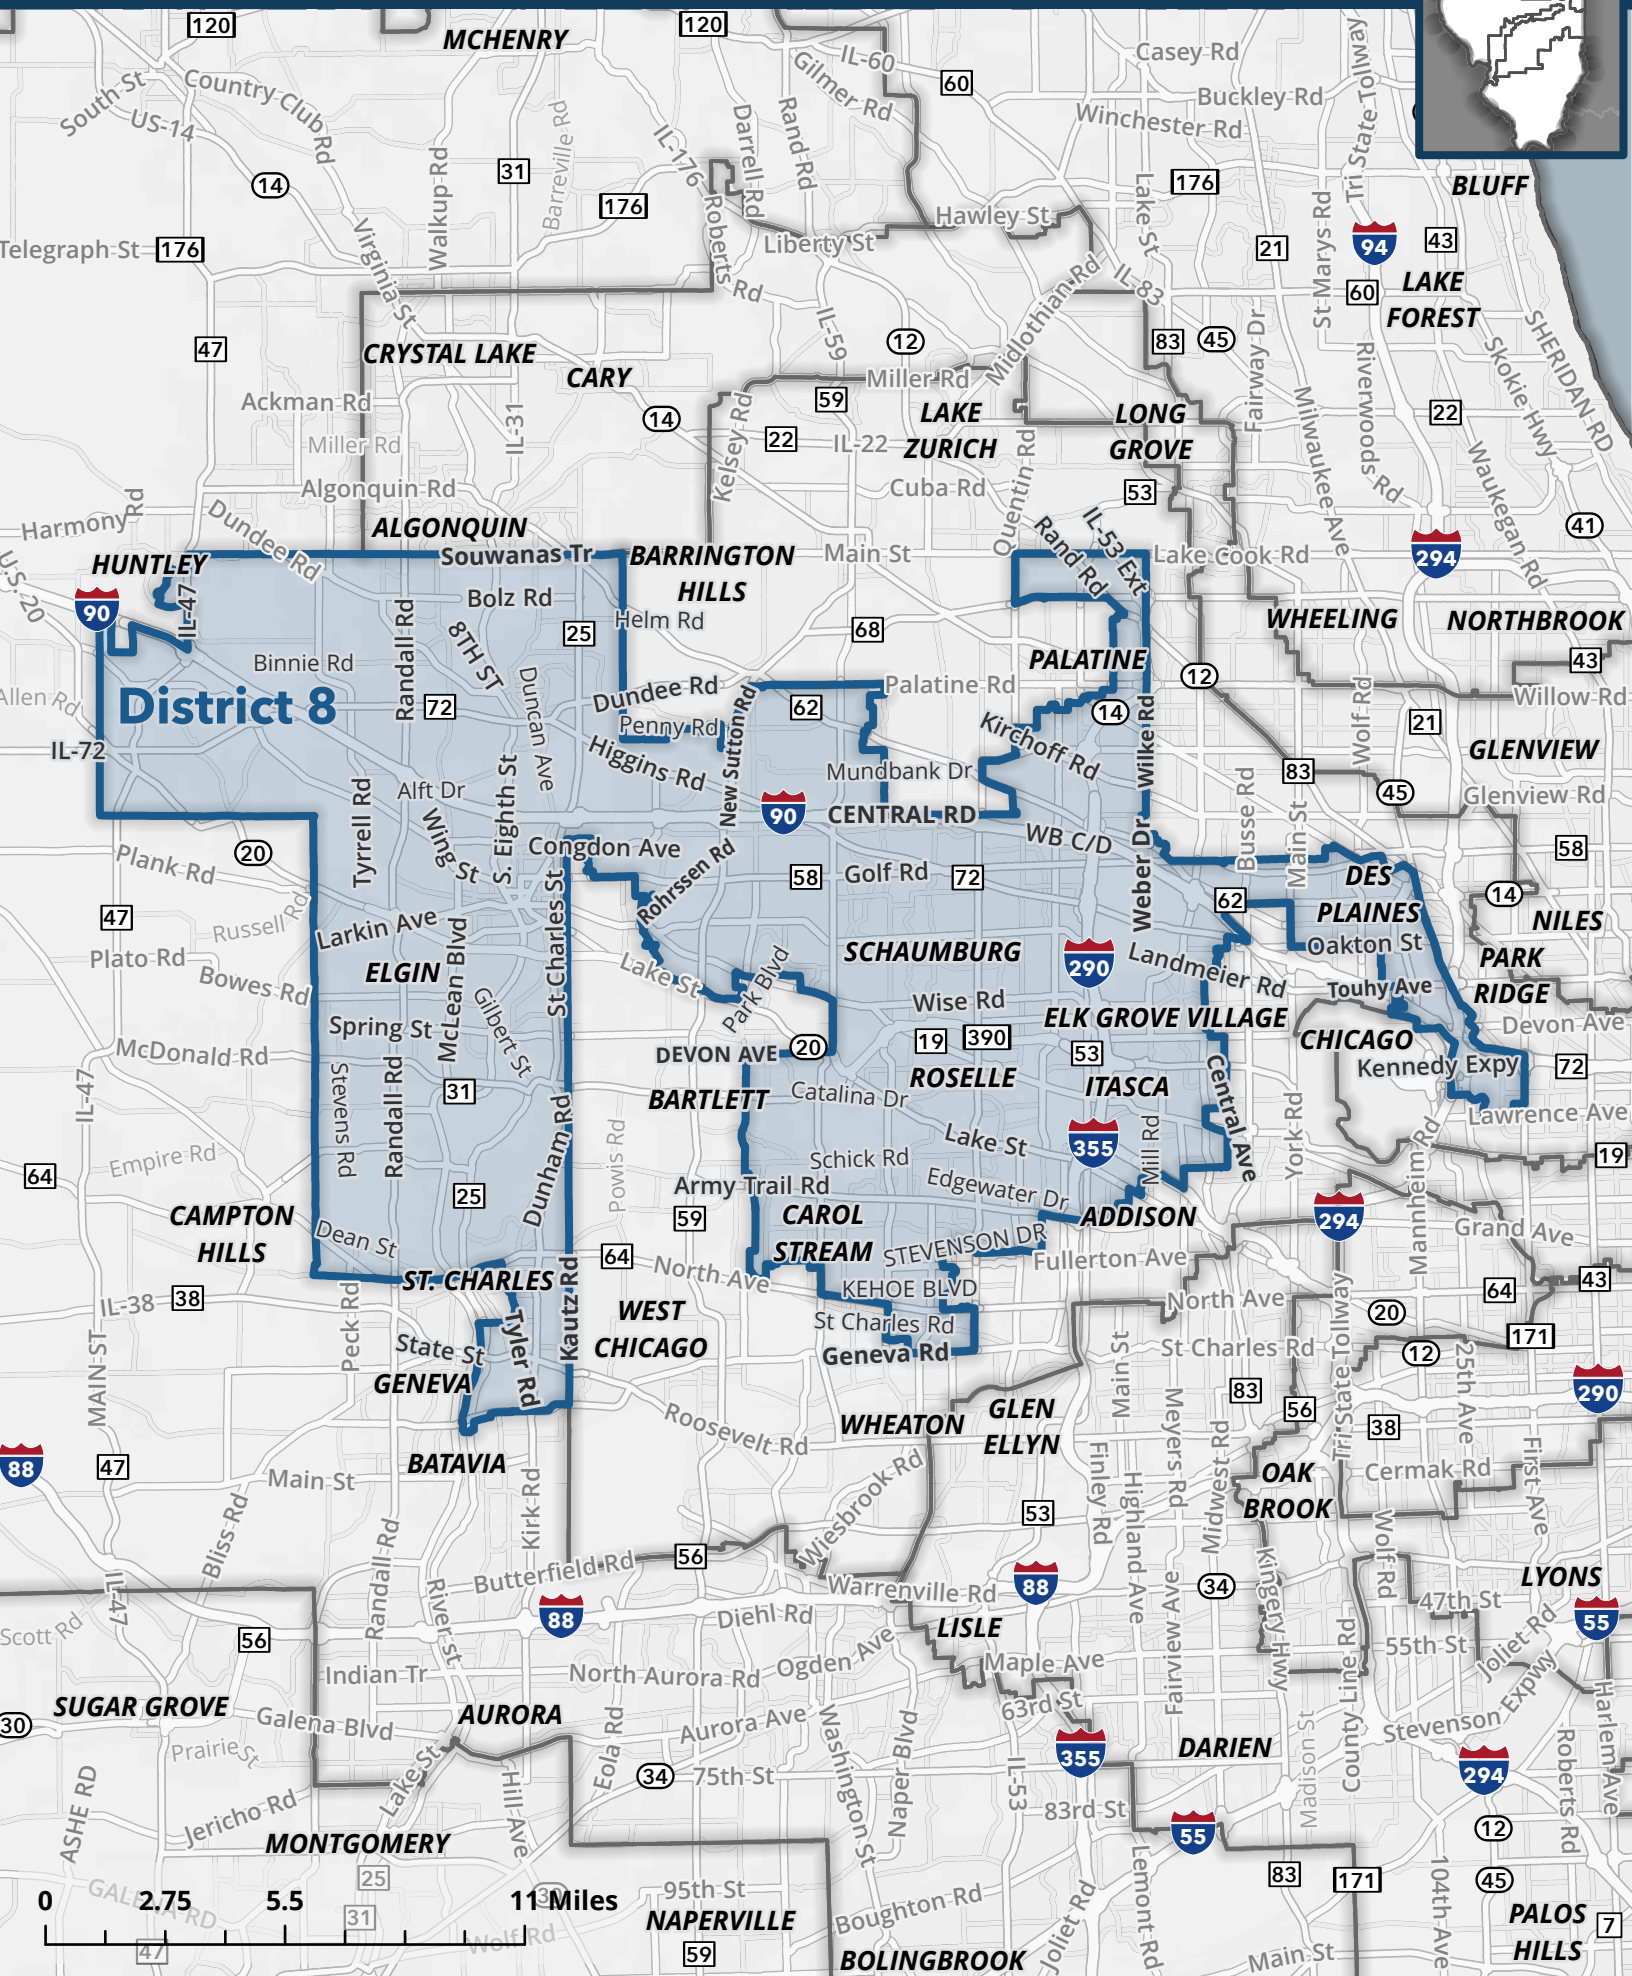 120
MCHENRY
120
IL-60
Casey Rd
Tri State Tollway
South St
Country Club Rd
Gilmer Rd
60
Buckley Rd
US-14
Barreville Rd
IL-176
Darrell Rd
Rand Rd
Winchester Rd
14
Walkup Rd
31
176
Roberts Rd
Hawley St
Lake St
176
St Marys Rd
BLUFF
Telegraph St
176
Virginia St
Liberty St
IL-83
21
94
43
60
LAKE
FOREST
47
IL-59
12
Midlothian Rd
83
45
Fairway Dr
Riverwoods Rd
Skokie Hwy
SHERIDAN RD
CRYSTAL LAKE
CARY
Miller Rd
Ackman Rd
59
14
Miller Rd
IL-31
Kelsey Rd
22
IL-22
LAKE
ZURICH
LONG
GROVE
Milwaukee Ave
22
Waukegan Rd
Algonquin Rd
Cuba Rd
Quentin Rd
53
Harmony Rd
Dundee Rd
ALGONQUIN
Rand Rd
IL-53 Ext
41
U.S. 20
HUNTLEY
Souwanas Tr
BARRINGTON
HILLS
Main St
Lake Cook Rd
294
90
IL-47
Randall Rd
Bolz Rd
8TH ST
25
Helm Rd
68
WHEELING
NORTHBROOK
Binnie Rd
Duncan Ave
PALATINE
43
Allen Rd
District 8
72
Dundee Rd
Penny Rd
New Sutton Rd
62
Palatine Rd
12
Wolf Rd
Willow Rd
IL-72
Higgins Rd
Kirchoff Rd
14
Wilke Rd
21
GLENVIEW
Tyrrell Rd
Alft Dr
S. Eighth St
90
Mundbank Dr
83
45
Glenview Rd
Wing St
CENTRAL RD
WB C/D
Weber Dr
Busse Rd
Main St
20
Plank Rd
Congdon Ave
Rohrssen Rd
58
Golf Rd
72
58
DES
PLAINES
47
Russell Rd
Larkin Ave
St Charles St
62
14
NILES
Plato Rd
ELGIN
McLean Blvd
SCHAUMBURG
290
Landmeier Rd
Oakton St
PARK
RIDGE
Bowes Rd
Gilbert St
Lake St
Park Blvd
Wise Rd
Touhy Ave
Spring St
ELK GROVE VILLAGE
CHICAGO
Devon Ave
McDonald Rd
DEVON AVE
20
19
390
53
Kennedy Expy
72
IL-47
Stevens Rd
Randall Rd
31
BARTLETT
Catalina Dr
ROSELLE
ITASCA
Central Ave
Lawrence Ave
Empire Rd
Dunham Rd
Powis Rd
Lake St
355
Mill Rd
York Rd
Mannheim Rd
19
64
Schick Rd
25
Army Trail Rd
Edgewater Dr
CAMPTON
HILLS
59
CAROL
STREAM
ADDISON
294
Grand Ave
Dean St
64
STEVENSON DR
Fullerton Ave
IL-38
38
ST. CHARLES
North Ave
KEHOE BLVD
North Ave
64
43
Peck Rd
Tyler Rd
Kautz Rd
WEST
CHICAGO
St Charles Rd
20
171
State St
Geneva Rd
Main St
St Charles Rd
12
MAIN ST
GENEVA
Tri State Tollway
25th Ave
290
Roosevelt Rd
WHEATON
GLEN
ELLYN
Meyers Rd
83
56
38
88
47
Main St
BATAVIA
Midwest Rd
OAK
BROOK
Cermak Rd
First Ave
Bliss Rd
Kirk Rd
Wiesbrook Rd
53
Finley Rd
Highland Ave
Wolf Rd
IL-47
Randall Rd
River st
Butterfield Rd
56
Kingery Hwy
LYONS
88
Warrenville Rd
88
34
47th St
55
Scott Rd
56
Diehl Rd
LISLE
Fairview Ave
55th St
Joliet Rd
Indian Tr
North Aurora Rd
Ogden Ave
Maple Ave
63rd St
County Line Rd
Stevenson Expwy
SUGAR GROVE
AURORA
30
Galena Blvd
Aurora Ave
Harlem Ave
Prairie St
Lake St
Eola Rd
34
75th St
Washington St
Naper Blvd
355
DARIEN
294
IL-53
Madison St
Roberts Rd
ASHE RD
Jericho Rd
Hill Ave
83rd St
55
12
MONTGOMERY
25
Lemont Rd
83
171
104th Ave
45
GALENA RD
0
2.75
5.5
11 Miles
31
95th St
NAPERVILLE
Boughton Rd
Joliet Rd
PALOS
HILLS
7
47
Wolf Rd
59
BOLINGBROOK
Main St